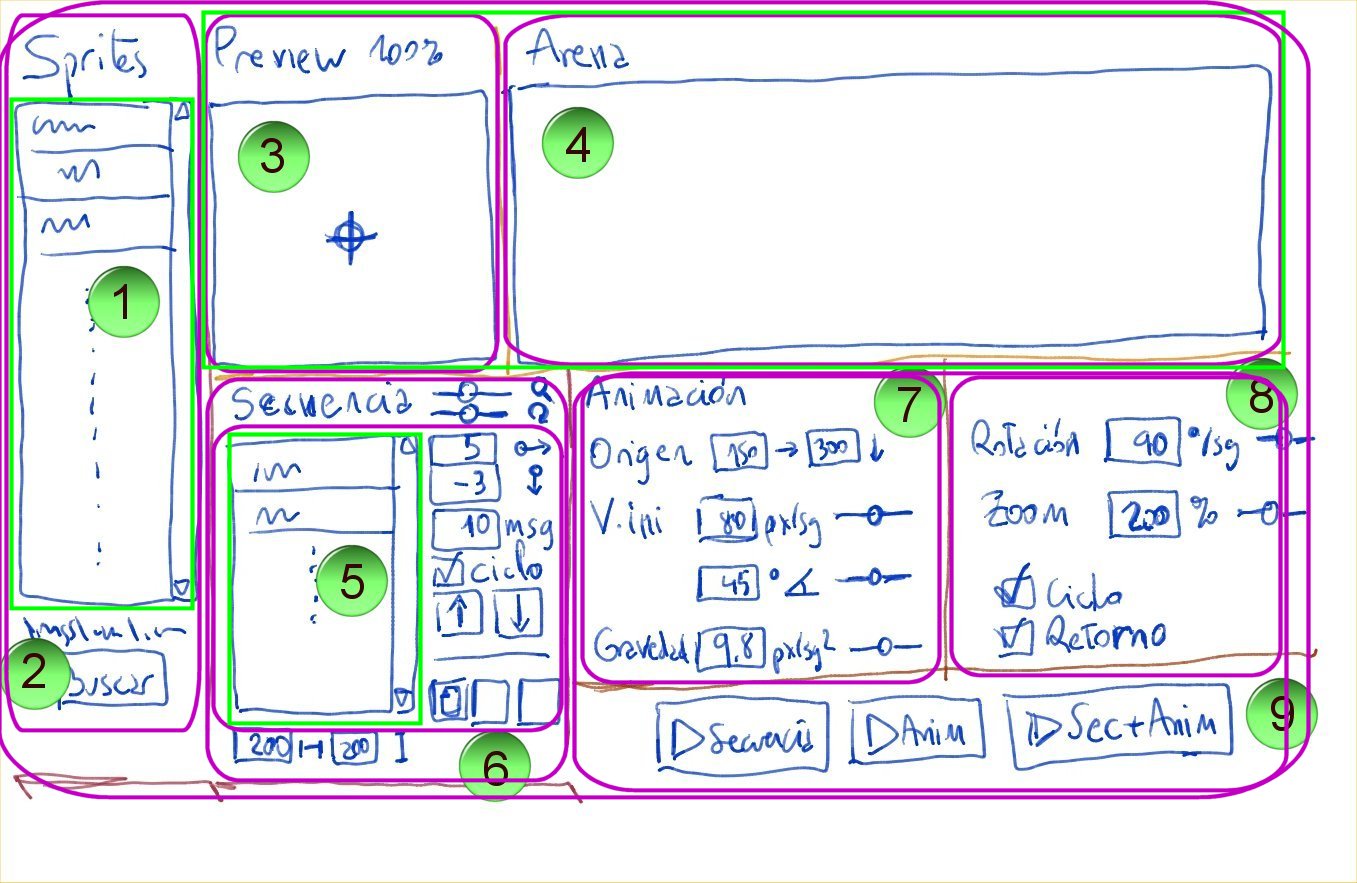 Sprites
1
2
Buscar
Preview 100%
3
Arena
4
Secuencia
5
-3
10 msg
Ciclo
5
200 200
6
Animación
7
Origen 150 → 300 ↓
V.ini 80 px/sg
45 °
Gravedad 9.8 px/sg²
8
Rotación 90 °/sg
Zoom 200 %
Ciclo
Retorno
Secuencia
Anim
Sec+Anim
9